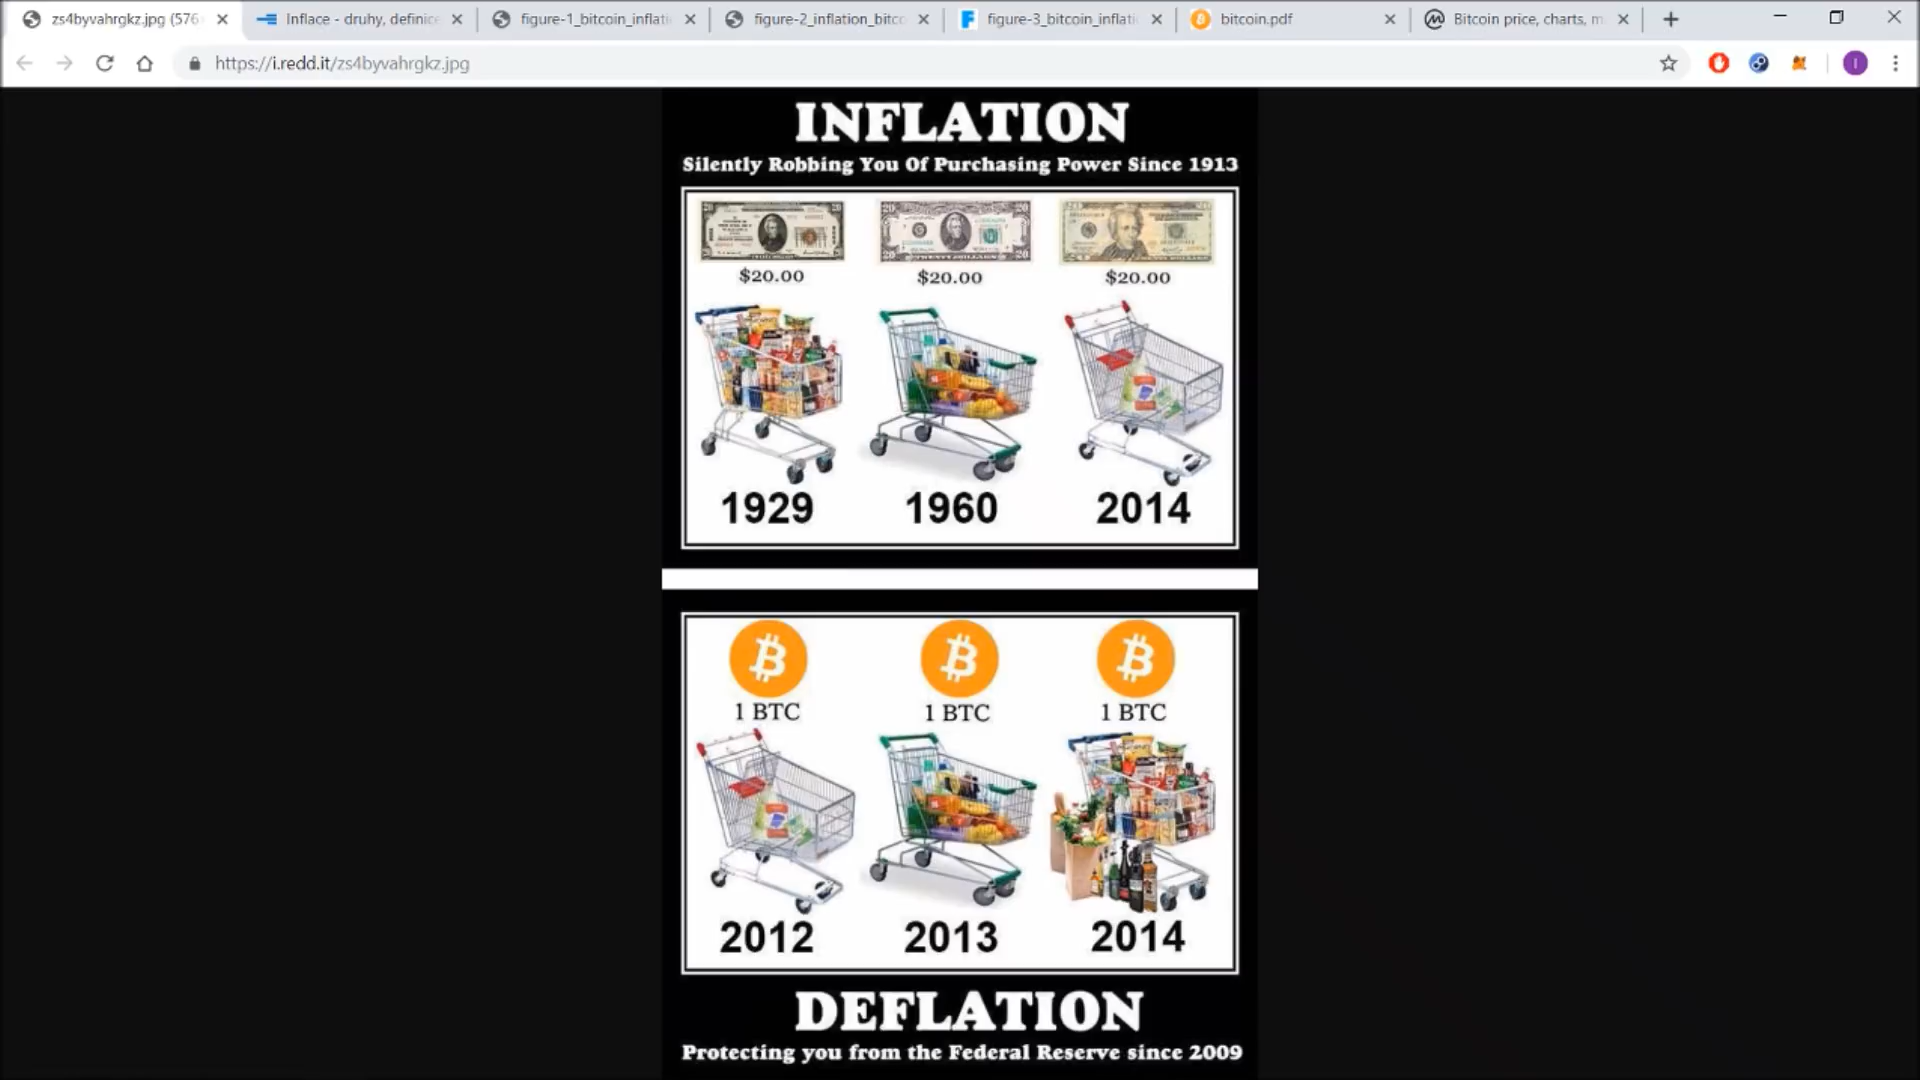 zs4byvahrgkz.jpg (576
Inflace - druhy, definice
figure-1_bitcoin_inflati
figure-2_inflation_bitco
figure-3_bitcoin_inflati
bitcoin.pdf
Bitcoin price, charts, m
https://i.redd.it/zs4byvahrgkz.jpg
INFLATION
Silently Robbing You Of Purchasing Power Since 1913
$20.00 $20.00 $20.00
1929 1960 2014
1 BTC 1 BTC 1 BTC
2012 2013 2014
DEFLATION
Protecting you from the Federal Reserve since 2009